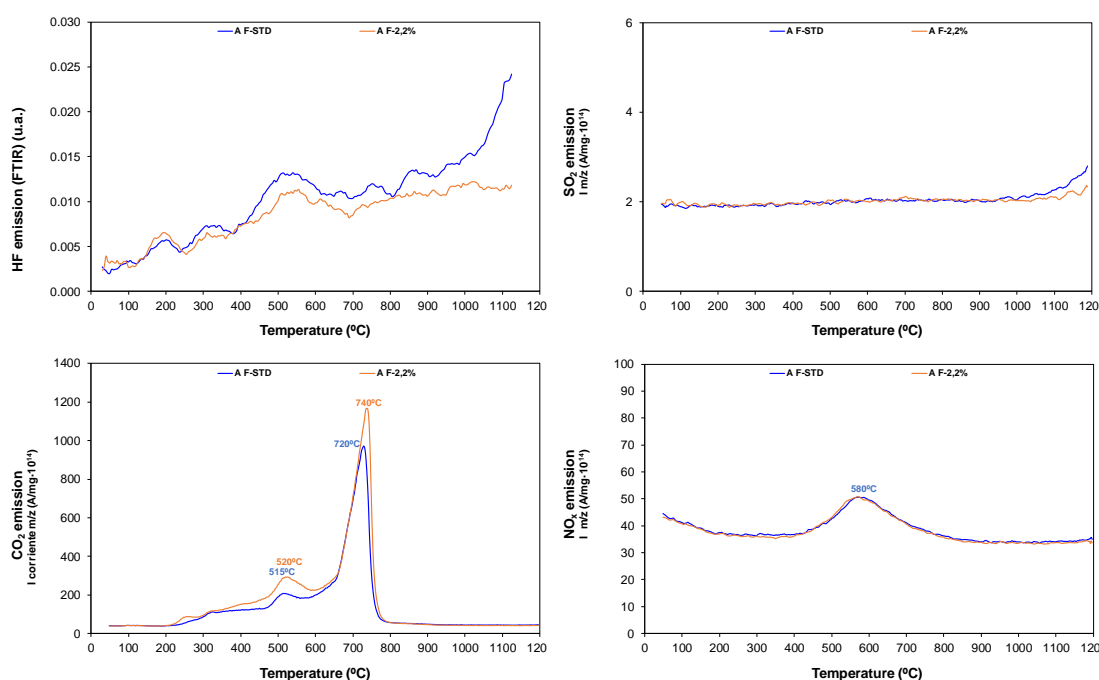 A F-STD
A F-2,2%
HF emission (FTIR) (u.a.)
0.030
0.025
0.020
0.015
0.010
0.005
0.000
0 100 200 300 400 500 600 700 800 900 1000 1100 120
Temperature (ºC)
A F-STD
A F-2,2%
SO₂ emission
I m/z (A/mg·10¹⁴)
6
4
2
0
0 100 200 300 400 500 600 700 800 900 1000 1100 120
Temperature (ºC)
A F-STD
A F-2,2%
CO₂ emission
I corriente m/z (A/mg·10¹⁴)
1400
1200
1000
800
600
400
200
0
740ºC
720ºC
520ºC
515ºC
0 100 200 300 400 500 600 700 800 900 1000 1100 120
Temperature (ºC)
A F-STD
A F-2,2%
NOₓ emission
I m/z (A/mg·10¹⁴)
100
90
80
70
60
50
40
30
20
10
0
580ºC
0 100 200 300 400 500 600 700 800 900 1000 1100 120
Temperature (ºC)